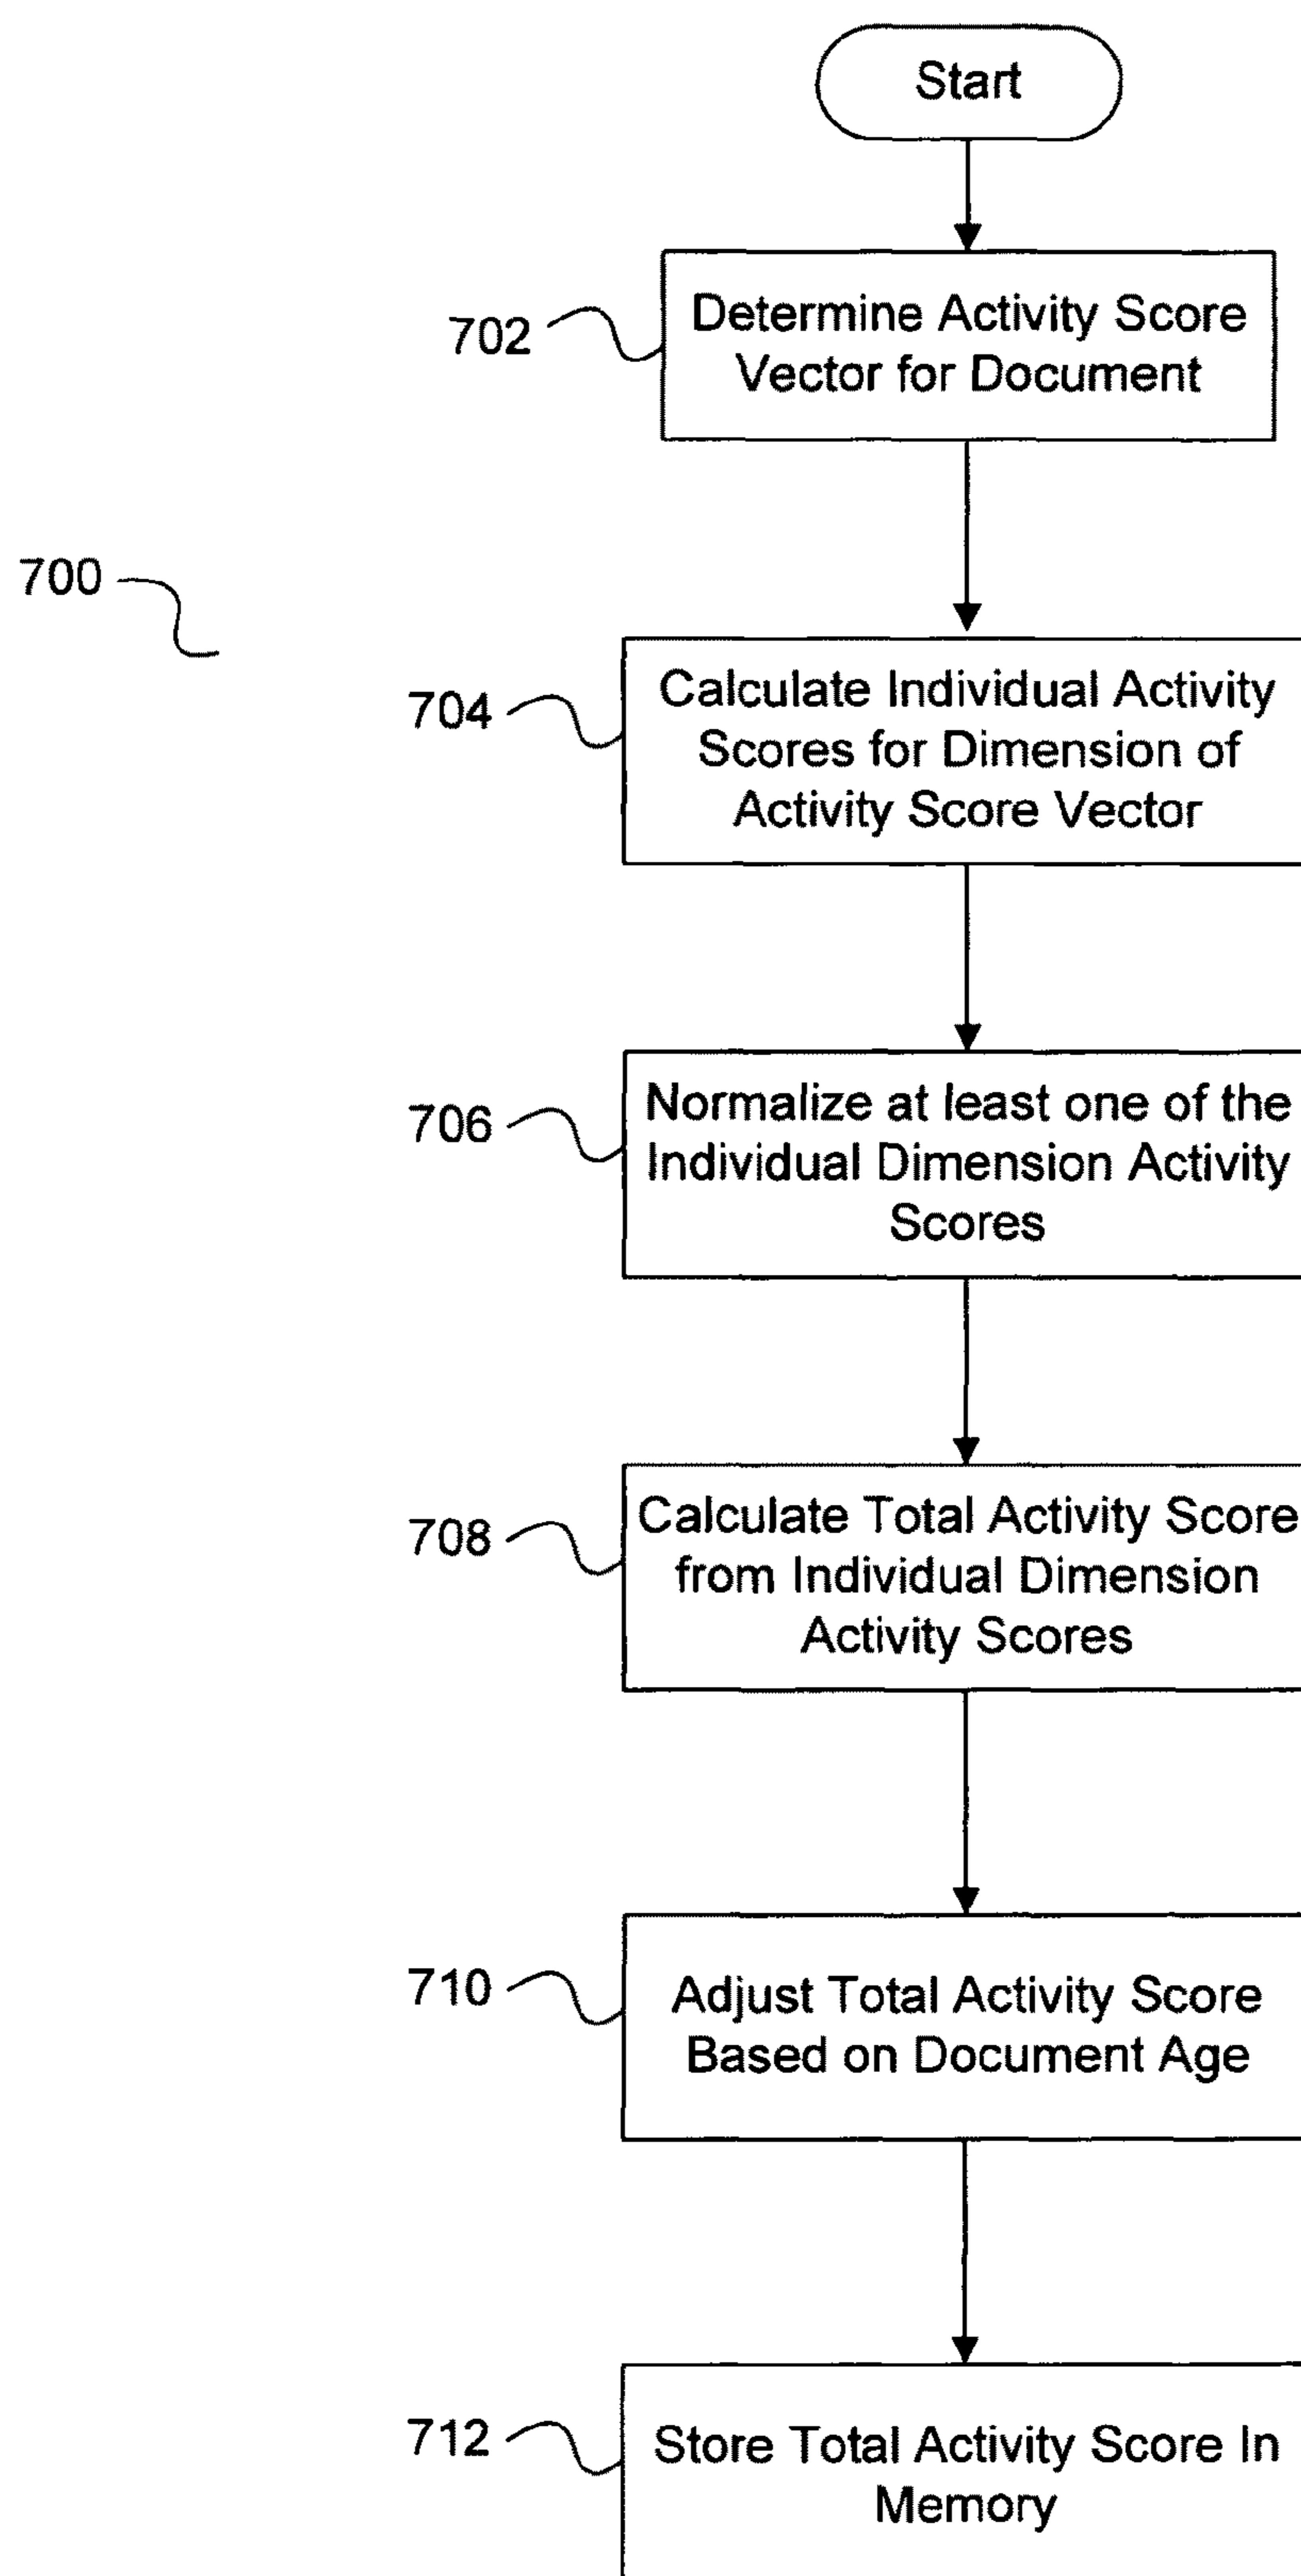 Start
702
Determine Activity Score
Vector for Document
700
704
Calculate Individual Activity
Scores for Dimension of
Activity Score Vector
706
Normalize at least one of the
Individual Dimension Activity
Scores
708
Calculate Total Activity Score
from Individual Dimension
Activity Scores
710
Adjust Total Activity Score
Based on Document Age
712
Store Total Activity Score In
Memory